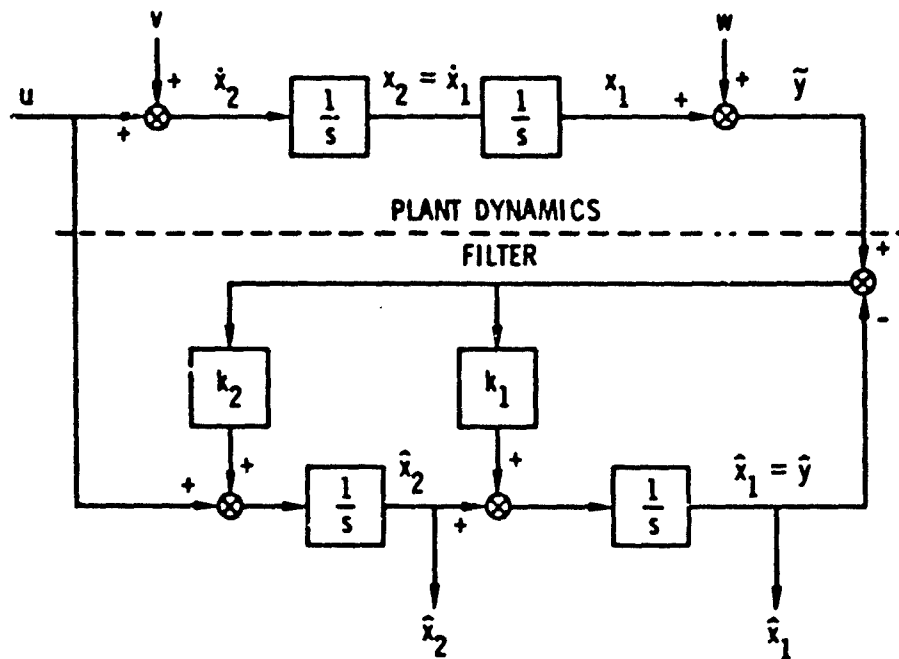 v
w
u
+
+
ẋ₂
1/s
x₂ = ẋ₁
1/s
x₁
+
+
ỹ
PLANT DYNAMICS
FILTER
+
-
k₂
k₁
+
+
x̂₂
+
+
1/s
1/s
x̂₁ = ŷ
x̂₂
x̂₁